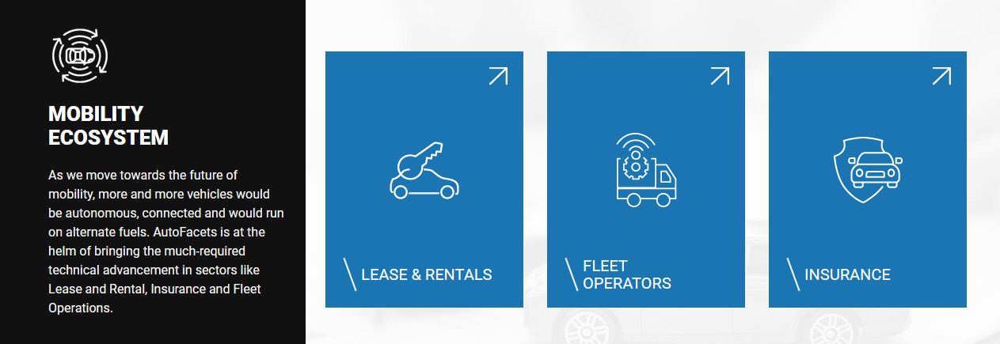 MOBILITY
ECOSYSTEM
As we move towards the future of
mobility, more and more vehicles would
be autonomous, connected and would run
on alternate fuels. AutoFacets is at the
helm of bringing the much-required
technical advancement in sectors like
Lease and Rental, Insurance and Fleet
Operations.
LEASE & RENTALS
FLEET
OPERATORS
INSURANCE